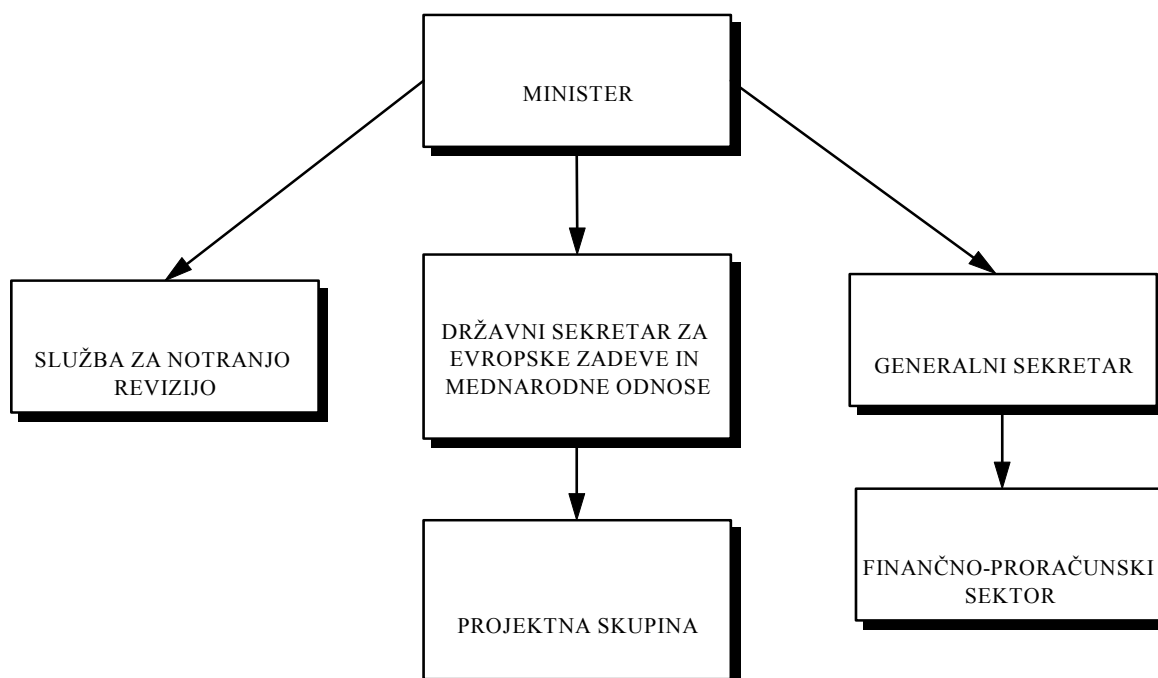 MINISTER
SLUŽBA ZA NOTRANJO
REVIZIJO
DRŽAVNI SEKRETAR ZA
EVROPSKE ZADEVE IN
MEDNARODNE ODNOSE
GENERALNI SEKRETAR
PROJEKTNA SKUPINA
FINANČNO-PRORAČUNSKI
SEKTOR